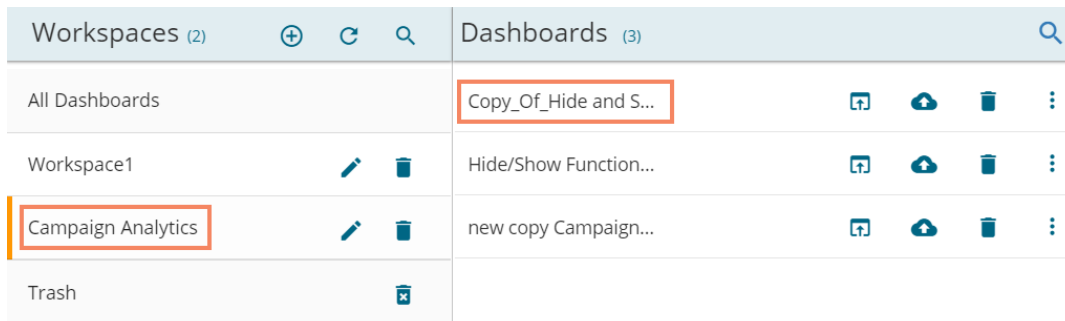 Workspaces (2)
All Dashboards
Workspace1
Campaign Analytics
Trash
Dashboards (3)
Copy_Of_Hide and S...
Hide/Show Function...
new copy Campaign...